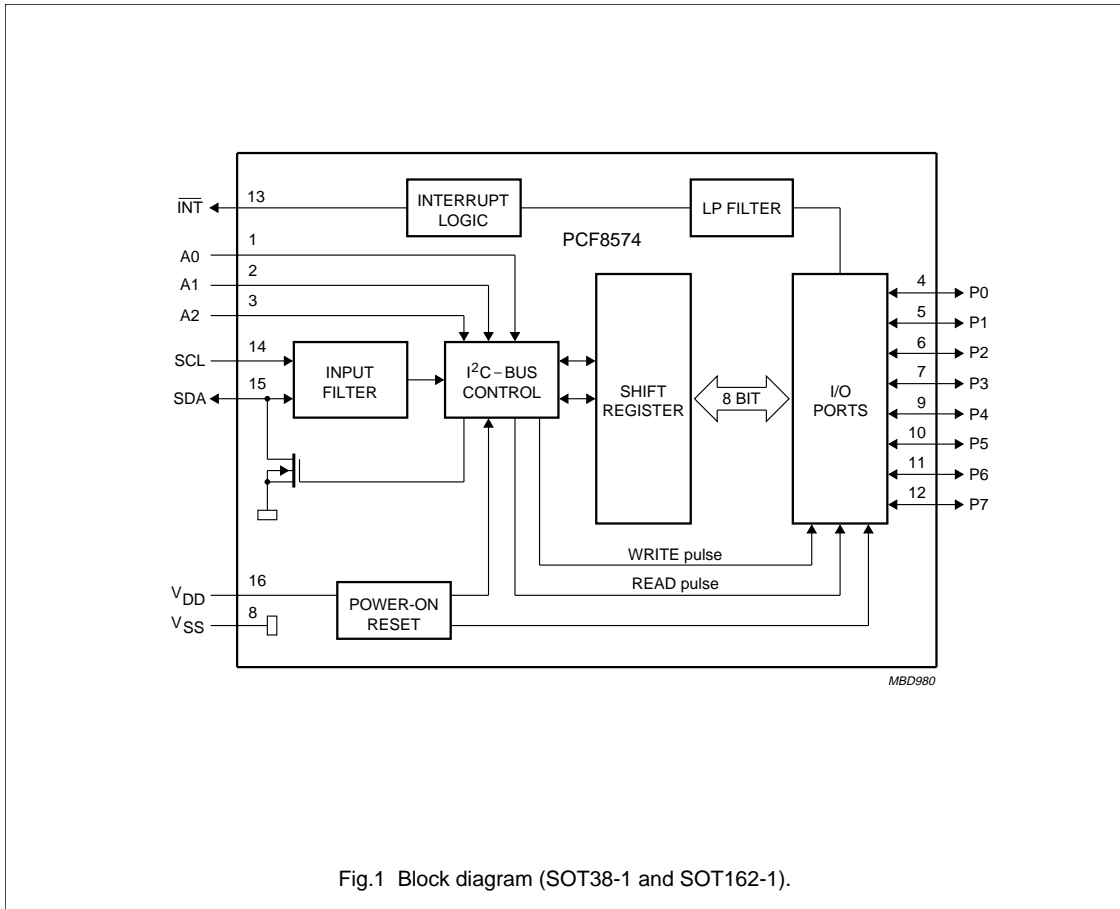 INT 13
INTERRUPT
LOGIC
LP FILTER
PCF8574
A0 1
A1 2
A2 3
SCL 14
SDA 15
INPUT
FILTER
I2C – BUS
CONTROL
SHIFT
REGISTER
8 BIT
I/O
PORTS
4 P0
5 P1
6 P2
7 P3
9 P4
10 P5
11 P6
12 P7
WRITE pulse
READ pulse
VDD 16
VSS 8
POWER-ON
RESET
MBD980
Fig.1 Block diagram (SOT38-1 and SOT162-1).